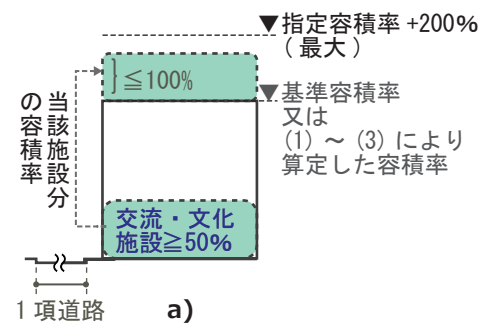 ▼指定容積率 +200%
( 最大 )
}≦100%
▼基準容積率
又は
(1) ～ (3) により
算定した容積率
当該施設分
の容積率
交流・文化
施設≧50%
1 項道路
a)